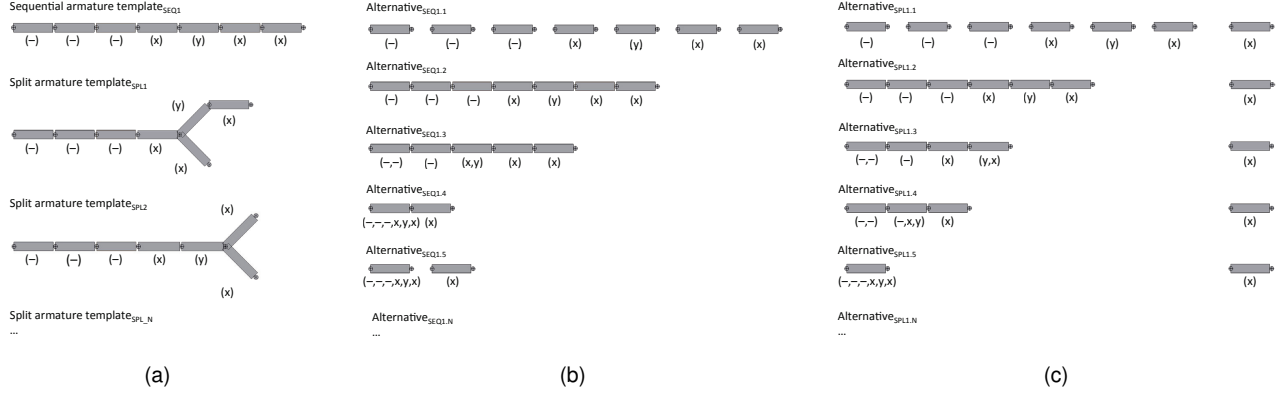 Sequential armature template SEQ1
(−) (−) (−) (x) (y) (x) (x)
Split armature template SPL1
(y) (x)
(−) (−) (−) (x)
(x)
Split armature template SPL2
(x)
(−) (−) (−) (x) (y)
(x)
Split armature template SPL_N
...
(a)
Alternative SEQ1.1
(−) (−) (−) (x) (y) (x) (x)
Alternative SEQ1.2
(−) (−) (−) (x) (y) (x) (x)
Alternative SEQ1.3
(−,−) (−) (x,y) (x) (x)
Alternative SEQ1.4
(−,−,−,x,y,x) (x)
Alternative SEQ1.5
(−,−,−,x,y,x) (x)
Alternative SEQ1.N
...
(b)
Alternative SPL1.1
(−) (−) (−) (x) (y) (x) (x)
Alternative SPL1.2
(−) (−) (−) (x) (y) (x) (x)
Alternative SPL1.3
(−,−) (−) (x) (y,x) (x)
Alternative SPL1.4
(−,−) (−,x,y) (x) (x)
Alternative SPL1.5
(−,−,−,x,y,x) (x)
Alternative SPL1.N
...
(c)